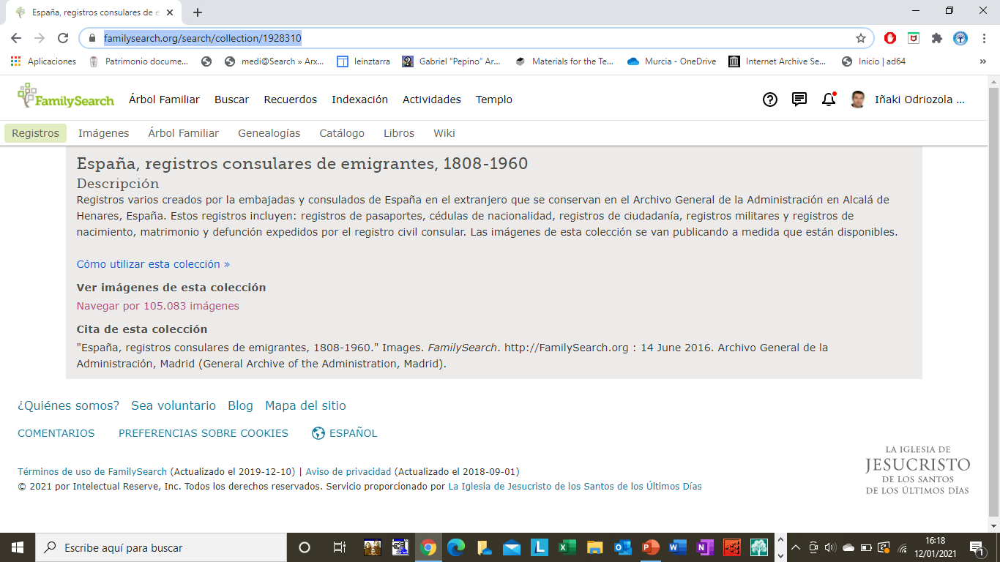 España, registros consulares de e
familysearch.org/search/collection/1928310
Aplicaciones Patrimonio docume... medi@Search » Arx... leinztarra Gabriel “Pepino” Ar... Materials for the Te... Murcia - OneDrive Internet Archive Se... Inicio | ad64 »
FamilySearch Árbol Familiar Buscar Recuerdos Indexación Actividades Templo Iñaki Odriozola ...
Registros Imágenes Árbol Familiar Genealogías Catálogo Libros Wiki
España, registros consulares de emigrantes, 1808-1960
Descripción
Registros varios creados por la embajadas y consulados de España en el extranjero que se conservan en el Archivo General de la Administración en Alcalá de
Henares, España. Estos registros incluyen: registros de pasaportes, cédulas de nacionalidad, registros de ciudadanía, registros militares y registros de
nacimiento, matrimonio y defunción expedidos por el registro civil consular. Las imágenes de esta colección se van publicando a medida que están disponibles.
Cómo utilizar esta colección »
Ver imágenes de esta colección
Navegar por 105.083 imágenes
Cita de esta colección
"España, registros consulares de emigrantes, 1808-1960." Images. FamilySearch. http://FamilySearch.org : 14 June 2016. Archivo General de la
Administración, Madrid (General Archive of the Administration, Madrid).
¿Quiénes somos? Sea voluntario Blog Mapa del sitio
COMENTARIOS PREFERENCIAS SOBRE COOKIES ESPAÑOL
Términos de uso de FamilySearch (Actualizado el 2019-12-10) | Aviso de privacidad (Actualizado el 2018-09-01)
© 2021 por Intelectual Reserve, Inc. Todos los derechos reservados. Servicio proporcionado por La Iglesia de Jesucristo de los Santos de los Últimos Días
LA IGLESIA DE
JESUCRISTO
DE LOS SANTOS
DE LOS ÚLTIMOS DÍAS
Escribe aquí para buscar
16:18
12/01/2021
1